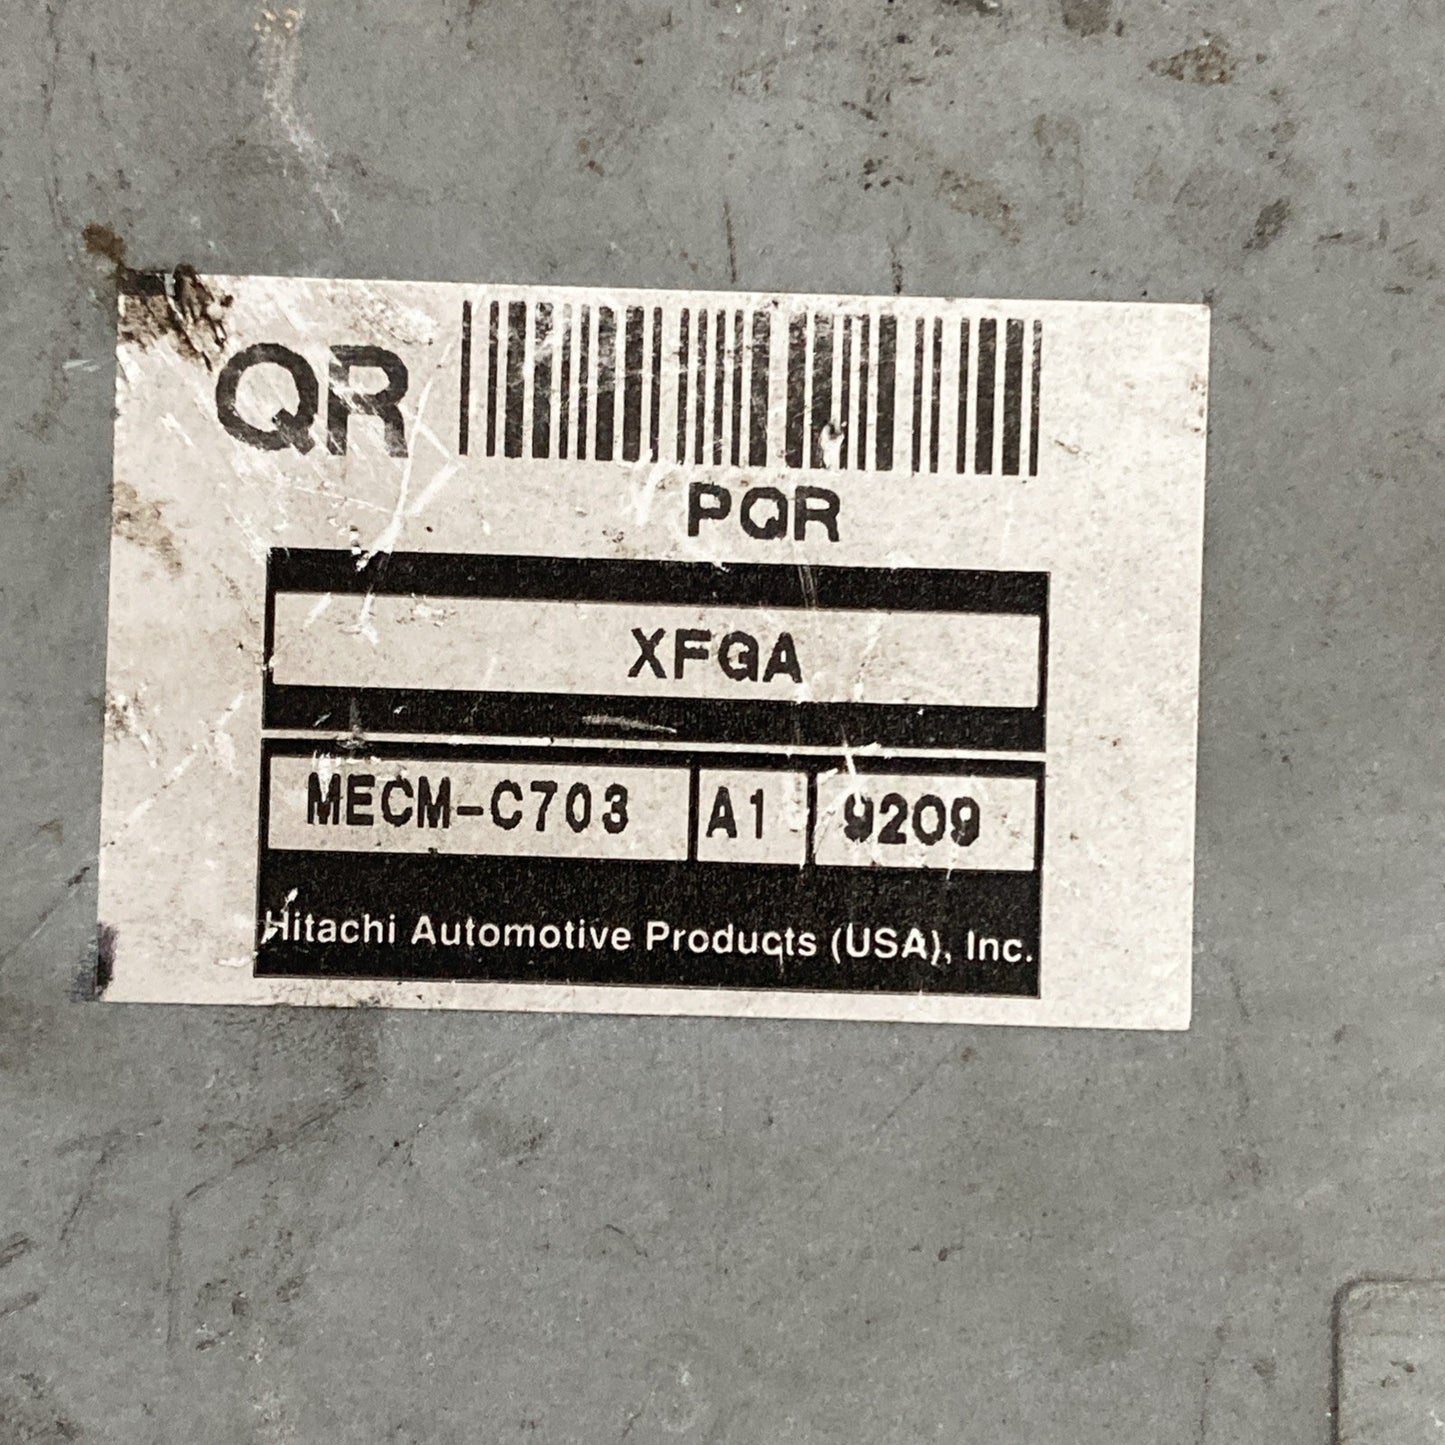 QR
PQR
XFGA
MECM-C703 A1 9209
Hitachi Automotive Products (USA), Inc.